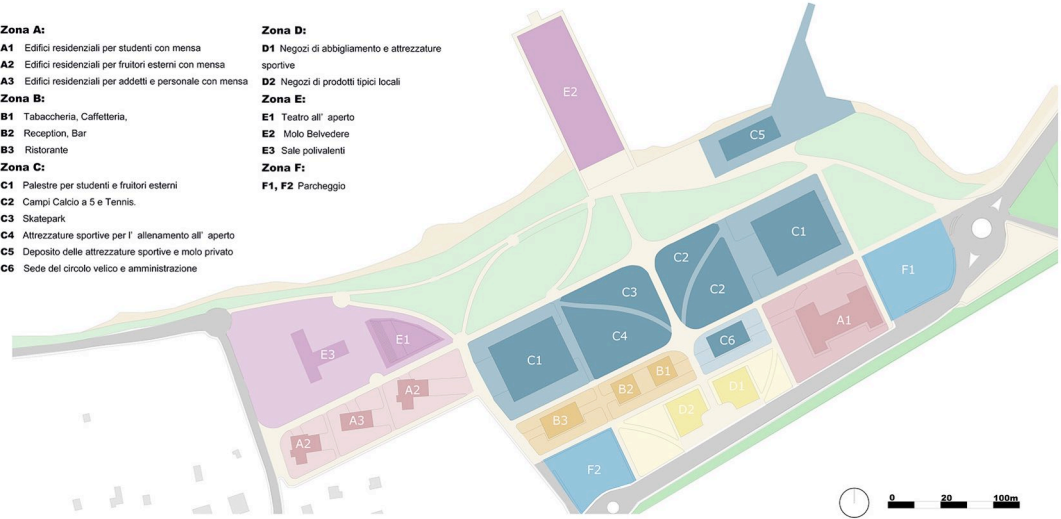 Zona A:
A1 Edifici residenziali per studenti con mensa
A2 Edifici residenziali per fruitori esterni con mensa
A3 Edifici residenziali per addetti e personale con mensa
Zona B:
B1 Tabaccheria, Caffetteria,
B2 Reception, Bar
B3 Ristorante
Zona C:
C1 Palestre per studenti e fruitori esterni
C2 Campi Calcio a 5 e Tennis.
C3 Skatepark
C4 Attrezzature sportive per l' allenamento all' aperto
C5 Deposito delle attrezzature sportive e molo privato
C6 Sede del circolo velico e amministrazione
Zona D:
D1 Negozi di abbigliamento e attrezzature
sportive
D2 Negozi di prodotti tipici locali
Zona E:
E1 Teatro all' aperto
E2 Molo Belvedere
E3 Sale polivalenti
Zona F:
F1, F2 Parcheggio
E2
C5
C1
C2
C2
F1
C3
C4
A1
C6
E1
E3
C1
B1
A2
B2
D1
D2
A3
B3
A2
F2
0 20 100m